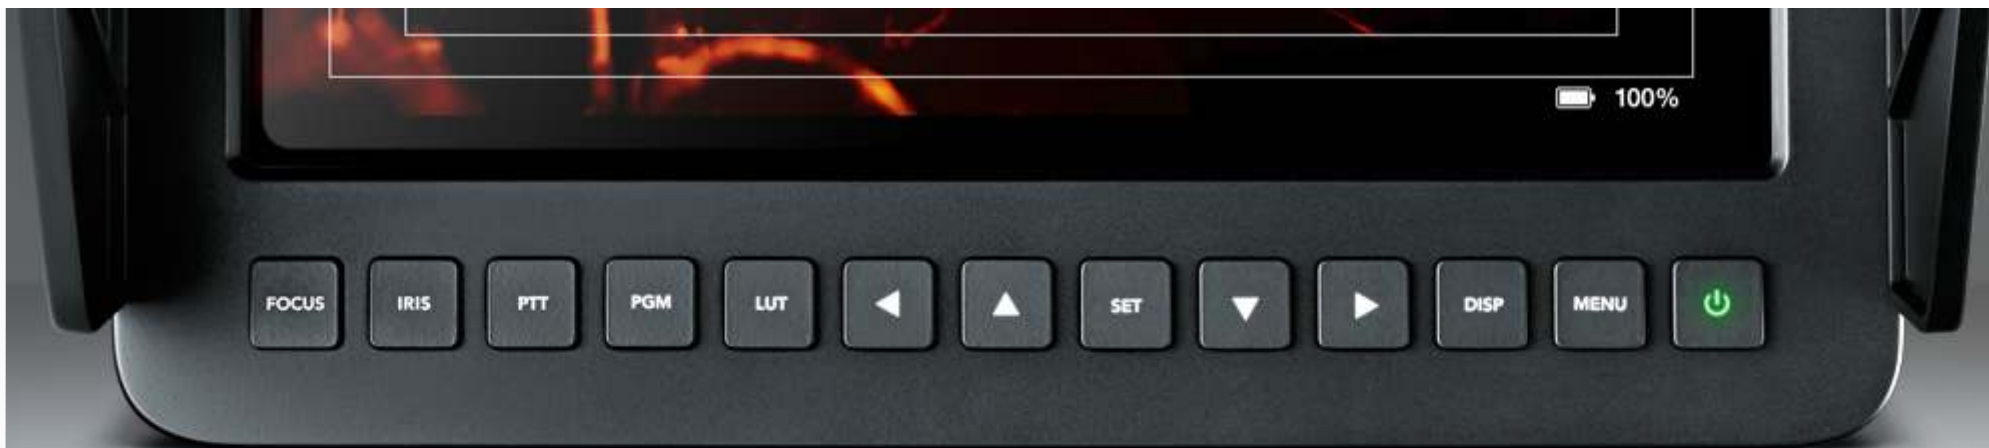 100%
FOCUS IRIS PTT PGM LUT SET DISP MENU